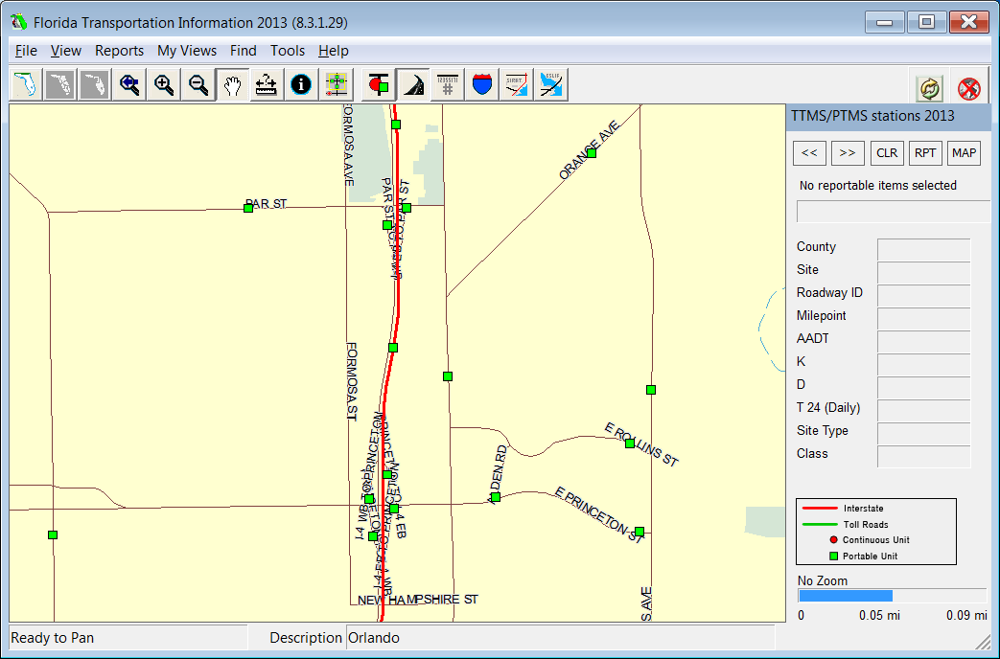 Florida Transportation Information 2013 (8.3.1.29)
File View Reports My Views Find Tools Help
TTMS/PTMS stations 2013
<< >> CLR RPT MAP
No reportable items selected
County
Site
Roadway ID
Milepoint
AADT
K
D
T 24 (Daily)
Site Type
Class
Interstate
Toll Roads
Continuous Unit
Portable Unit
No Zoom
0 0.05 mi 0.09 mi
FORMOSA AVE
ORANGE AVE
PAR ST
PAR ST
FORMOSA ST
E ROLLINS ST
E PRINCETON ST
NEW HAMPSHIRE ST
S AVE
Ready to Pan
Description Orlando